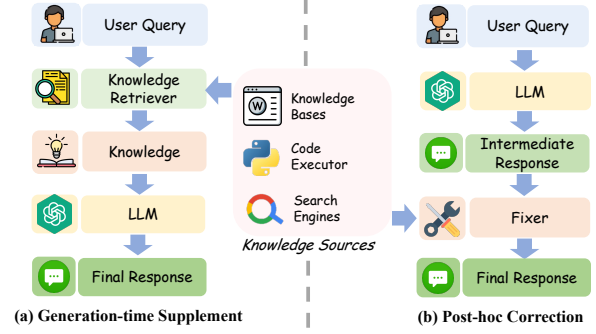 User Query
Knowledge
Retriever
Knowledge
LLM
Final Response
(a) Generation-time Supplement
W
Knowledge
Bases
Code
Executor
Search
Engines
Knowledge Sources
User Query
LLM
Intermediate
Response
Fixer
Final Response
(b) Post-hoc Correction